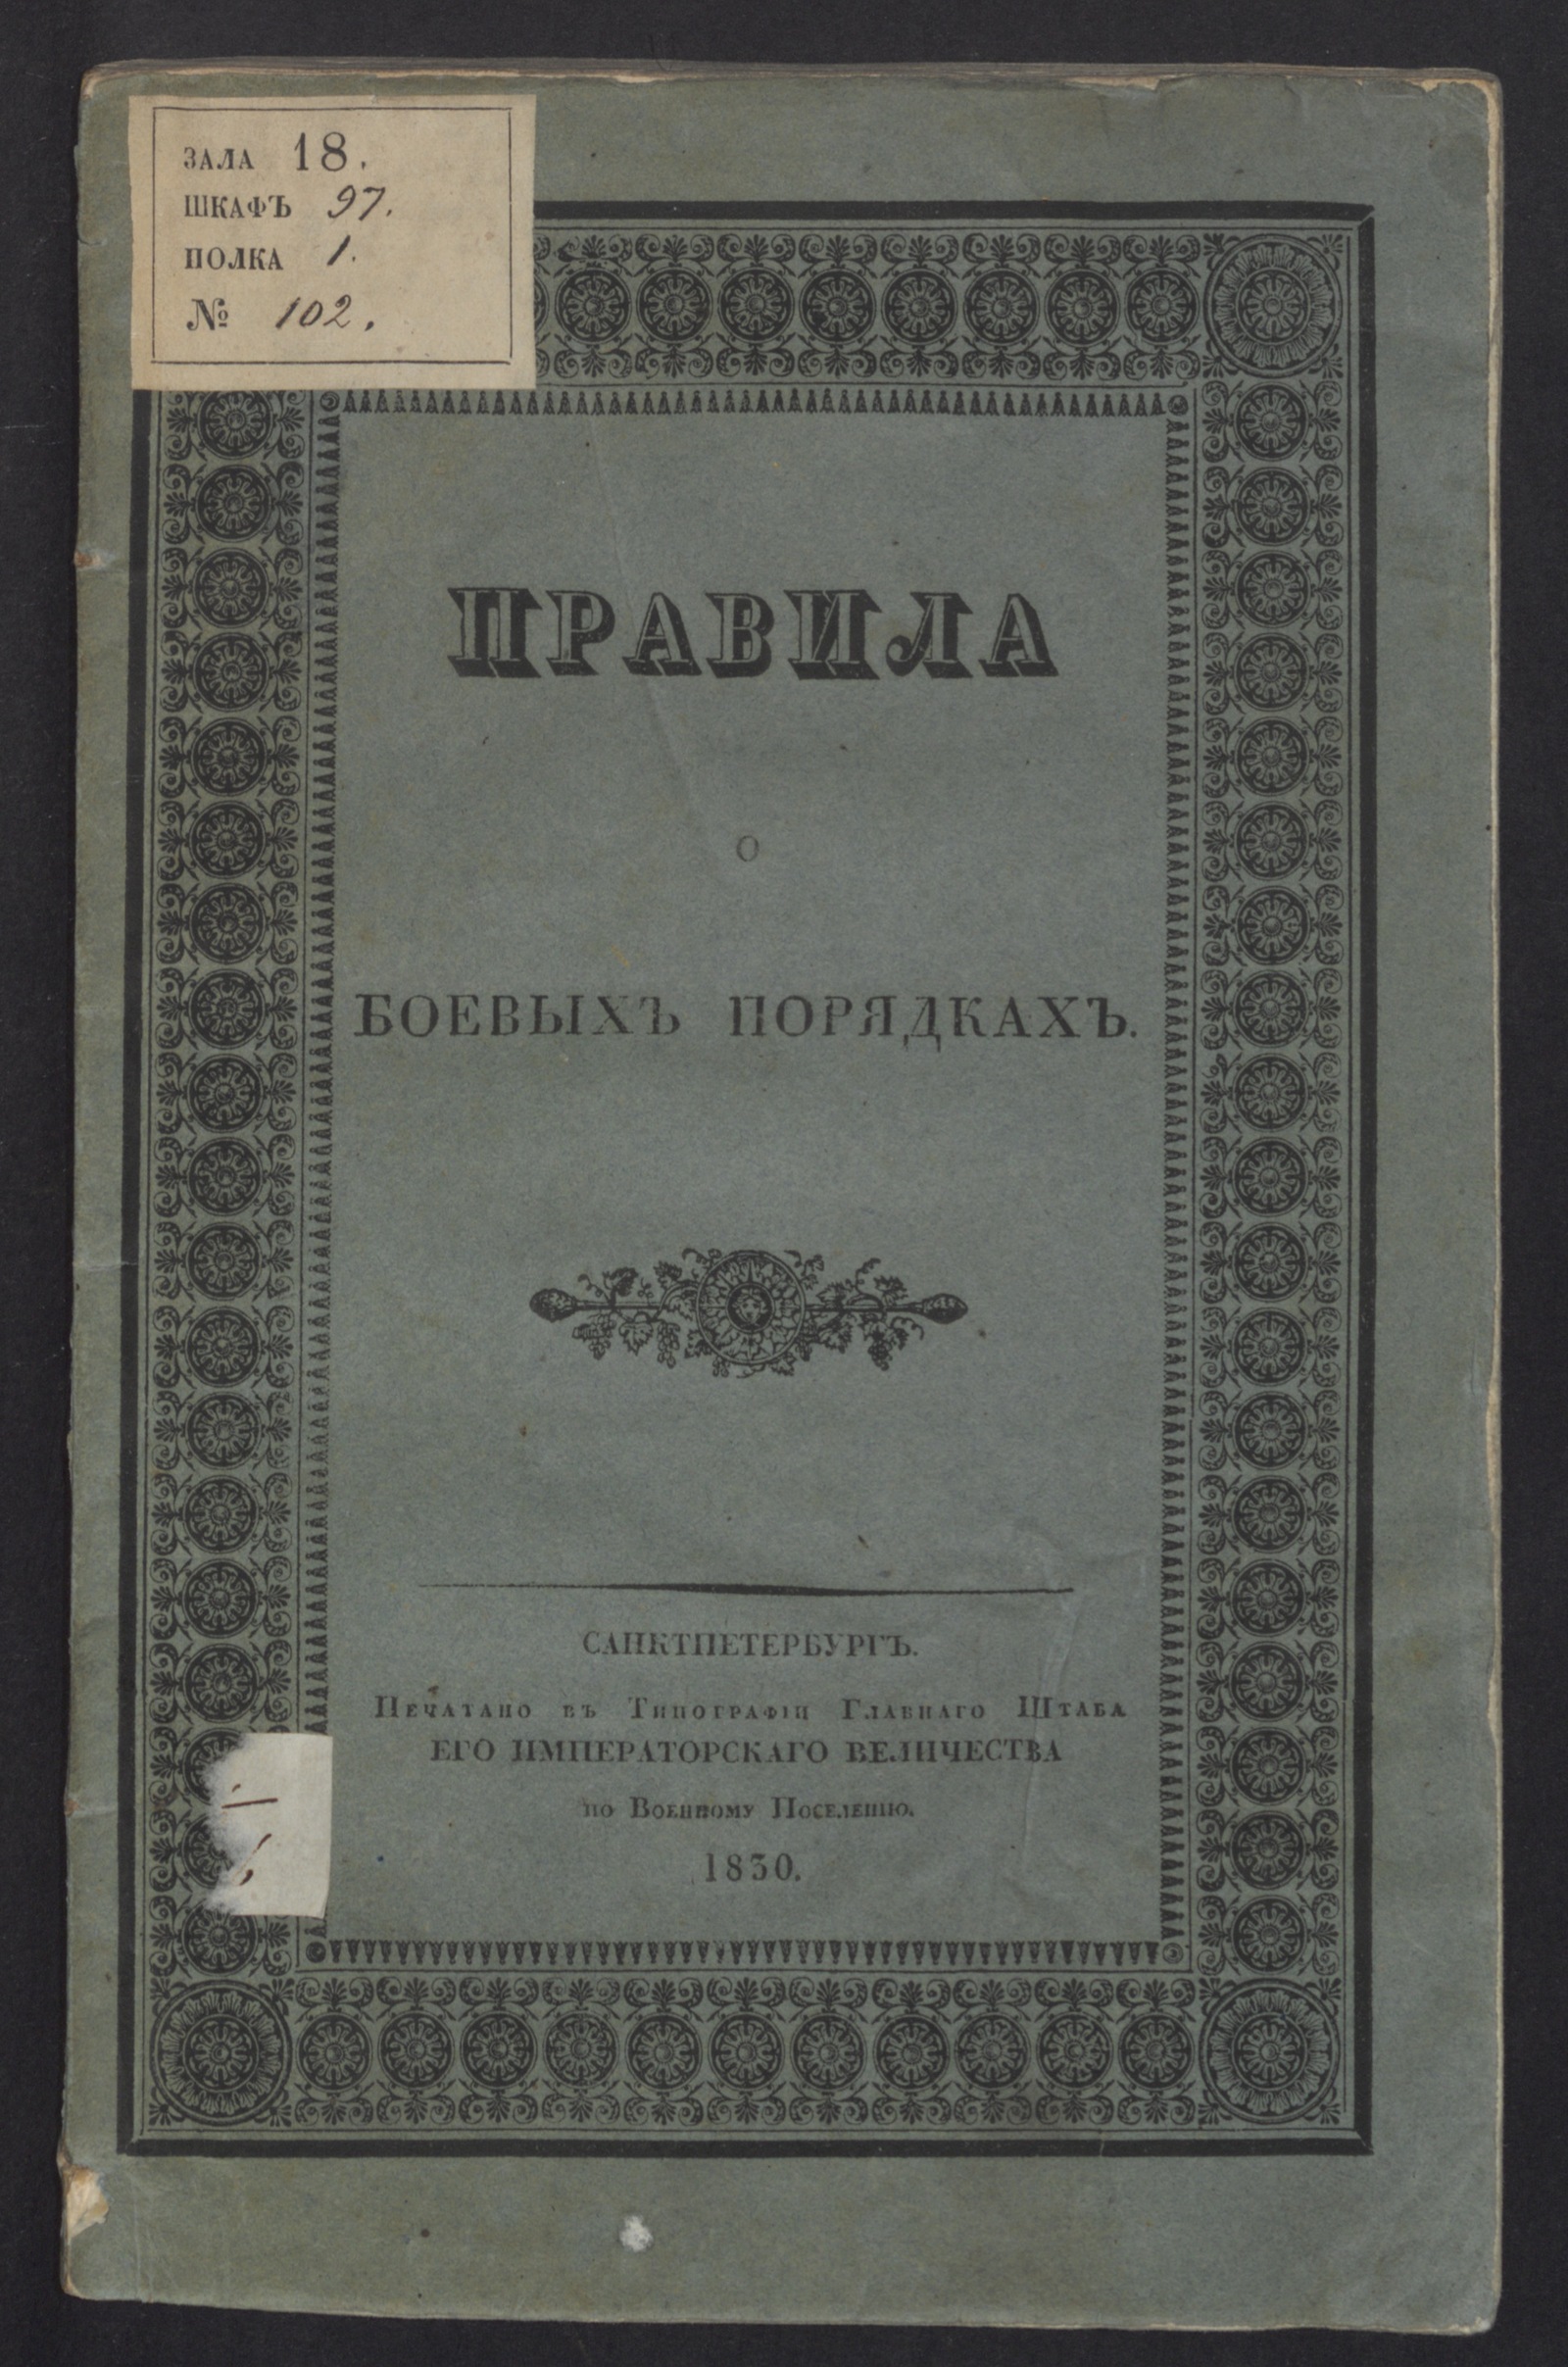 ЗАЛА 18.
ШКАФЪ 97.
ПОЛКА 1.
№ 102.
ПРАВИЛА
О
БОЕВЫХЪ ПОРЯДКАХЪ.
САНКТПЕТЕРБУРГЪ.
Печатано въ Типографіи Главнаго Штаба
ЕГО ИМПЕРАТОРСКАГО ВЕЛИЧЕСТВА
по Военному Поселенію.
1830.